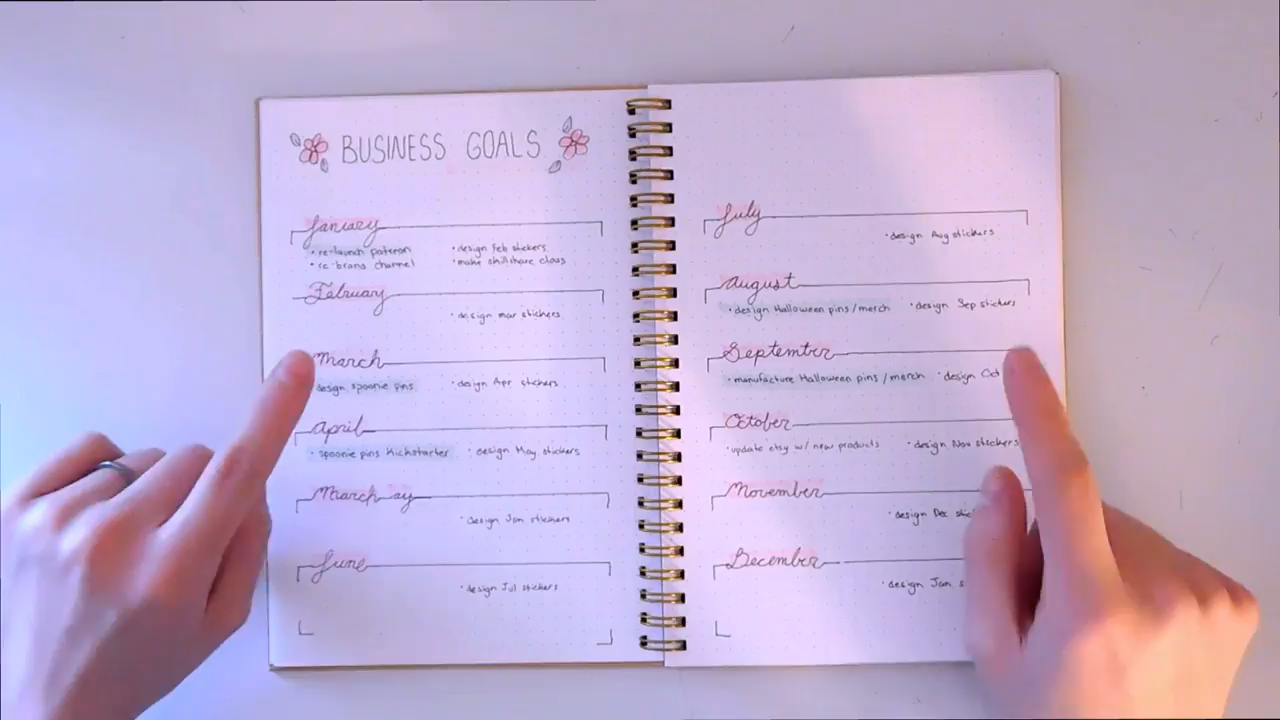 BUSINESS GOALS
January
• re-launch patreon • design Feb stickers
• re-brand channel • make skillshare class
February
• design mar stickers
March
design spoonie pins • design Apr stickers
April
• spoonie pins Kickstarter • design May stickers
March ay
• design Jun stickers
June
• design Jul stickers
July
• design Aug stickers
August
• design Halloween pins/merch • design Sep stickers
September
• manufacture Halloween pins/merch • design Oct
October
• update etsy w/ new products • design Nov stickers
November
• design Dec
December
• design Jan